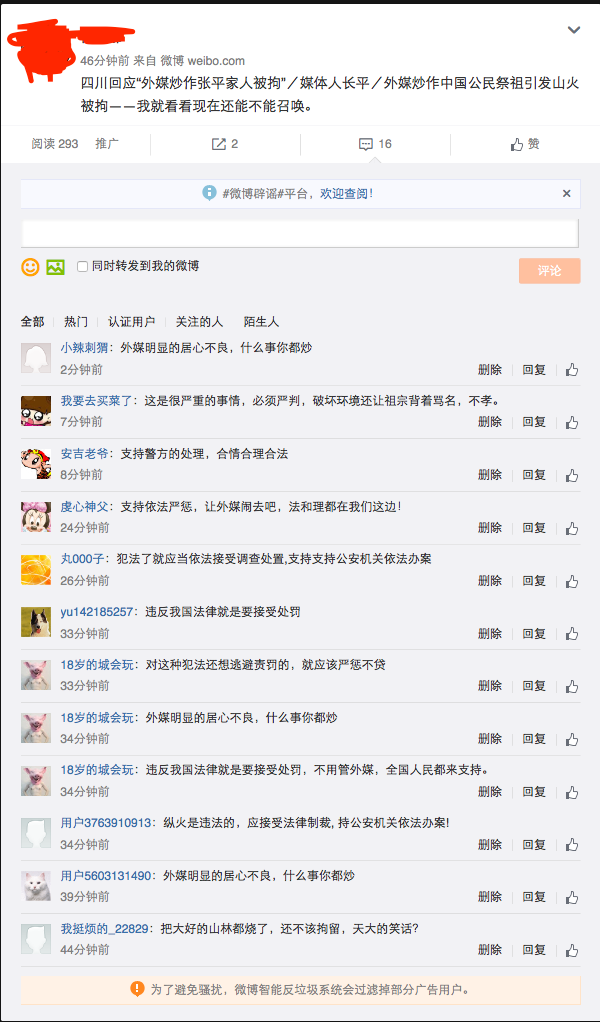 46分钟前 来自 微博 weibo.com
四川回应“外媒炒作张平家人被拘”／媒体人长平／外媒炒作中国公民祭祖引发山火
被拘——我就看看现在还能不能召唤。
阅读 293 推广 2 16 赞
#微博辟谣#平台，欢迎查阅！
同时转发到我的微博 评论
全部 热门 认证用户 关注的人 陌生人
小辣刺猬：外媒明显的居心不良，什么事你都炒
2分钟前 删除 回复
我要去买菜了：这是很严重的事情，必须严判，破坏环境还让祖宗背着骂名，不孝。
7分钟前 删除 回复
安吉老爷：支持警方的处理，合情合理合法
8分钟前 删除 回复
虔心神父：支持依法严惩，让外媒闹去吧，法和理都在我们这边！
24分钟前 删除 回复
丸000子：犯法了就应当依法接受调查处置,支持支持公安机关依法办案
26分钟前 删除 回复
yu142185257：违反我国法律就是要接受处罚
33分钟前 删除 回复
18岁的城会玩：对这种犯法还想逃避责罚的，就应该严惩不贷
33分钟前 删除 回复
18岁的城会玩：外媒明显的居心不良，什么事你都炒
34分钟前 删除 回复
18岁的城会玩：违反我国法律就是要接受处罚，不用管外媒，全国人民都来支持。
34分钟前 删除 回复
用户3763910913：纵火是违法的，应接受法律制裁, 持公安机关依法办案!
34分钟前 删除 回复
用户5603131490：外媒明显的居心不良，什么事你都炒
39分钟前 删除 回复
我挺烦的_22829：把大好的山林都烧了，还不该拘留，天大的笑话?
44分钟前 删除 回复
为了避免骚扰，微博智能反垃圾系统会过滤掉部分广告用户。